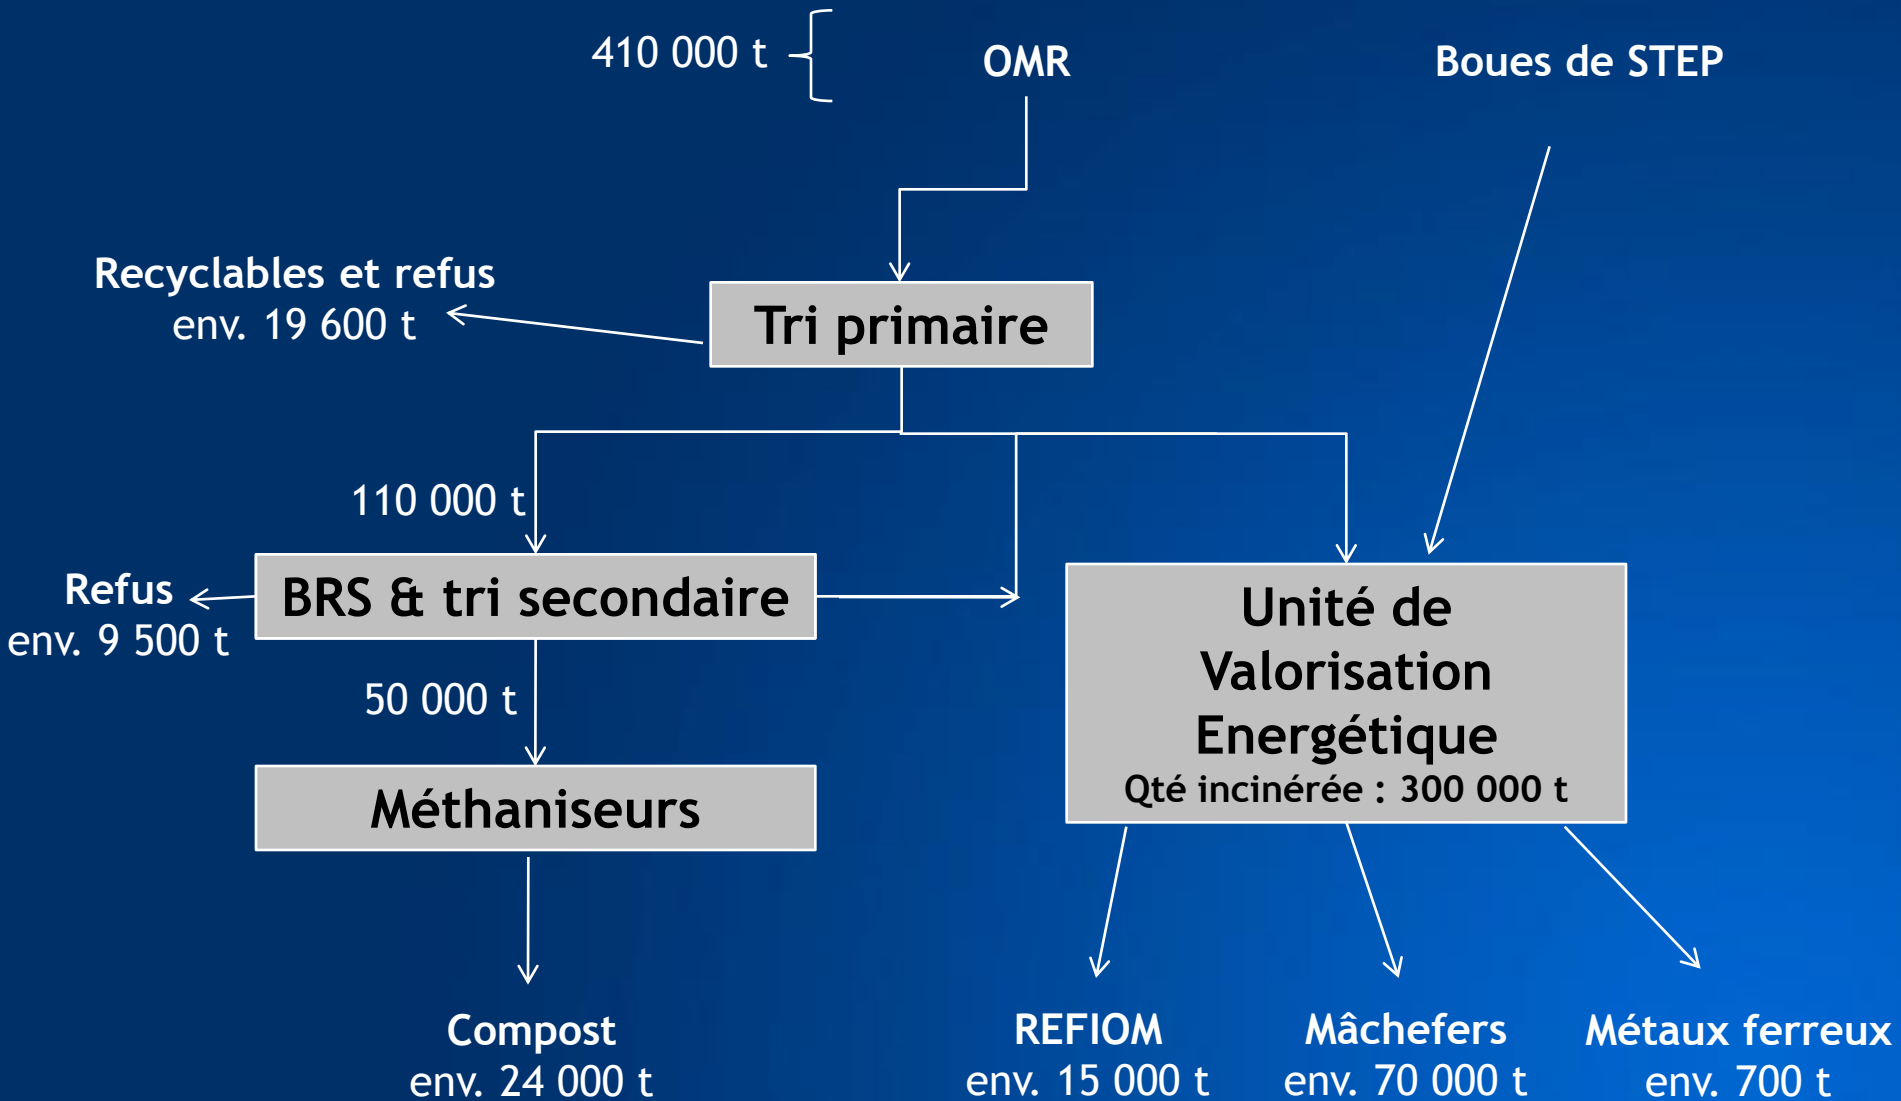 410 000 t
OMR
Boues de STEP
Recyclables et refus
env. 19 600 t
Tri primaire
110 000 t
Refus
env. 9 500 t
BRS & tri secondaire
50 000 t
Méthaniseurs
Unité de
Valorisation
Energétique
Qté incinérée : 300 000 t
Compost
env. 24 000 t
REFIOM
env. 15 000 t
Mâchefers
env. 70 000 t
Métaux ferreux
env. 700 t